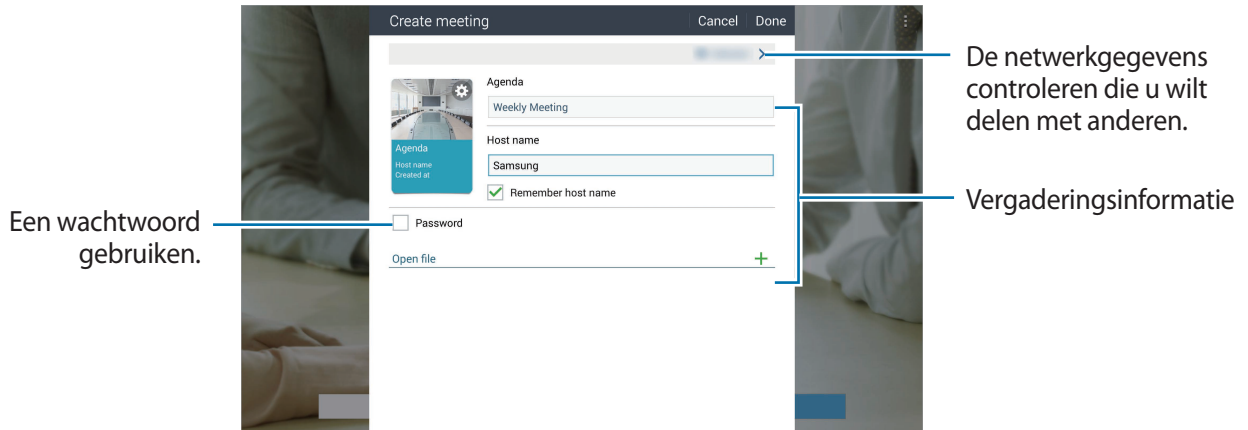 Create meeting Cancel Done
De netwerkgegevens
controleren die u wilt
delen met anderen.
Agenda
Weekly Meeting
Host name
Agenda
Host name
Created at
Samsung
Remember host name
Vergaderingsinformatie
Een wachtwoord
gebruiken.
Password
Open file